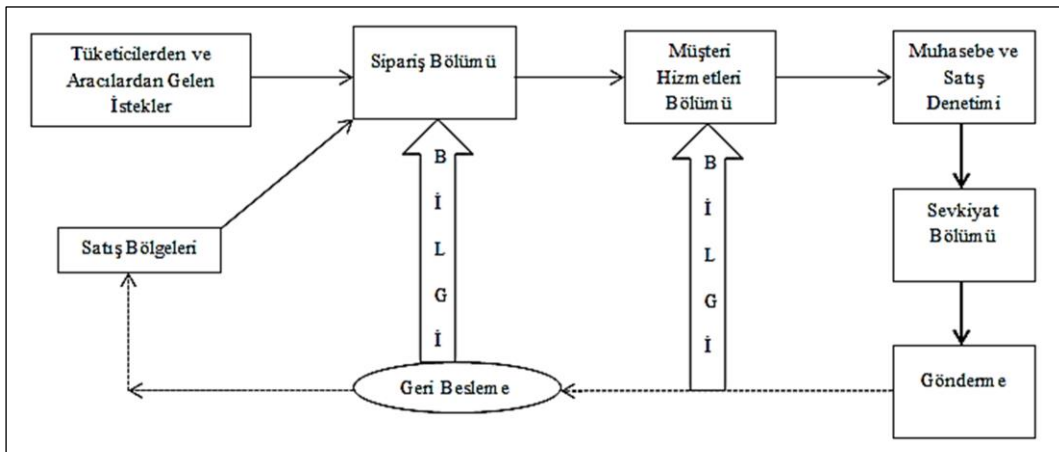 Tüketicilerden ve
Aracılardan Gelen
İstekler
Sipariş Bölümü
Müşteri
Hizmetleri
Bölümü
Muhasebe ve
Satış
Denetimi
Satış Bölgeleri
B
İ
L
G
İ
B
İ
L
G
İ
Sevkiyat
Bölümü
Geri Besleme
Gönderme